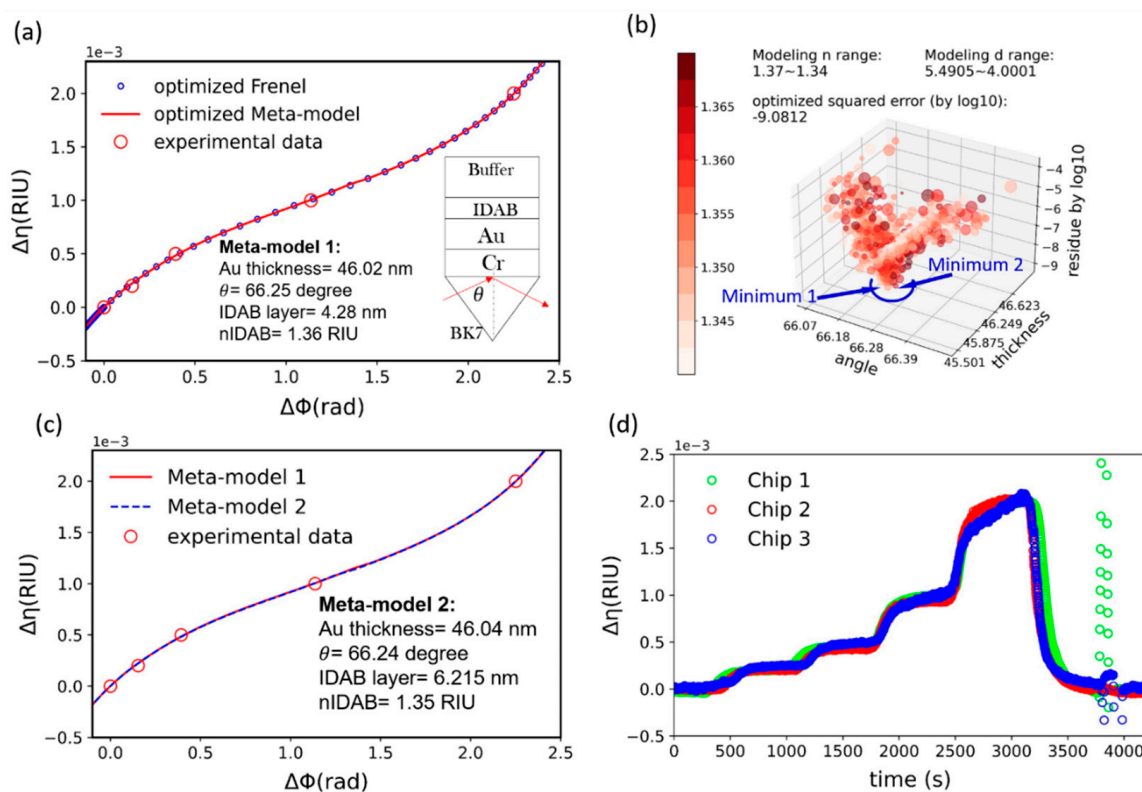 (a)
1e−3
optimized Frenel
optimized Meta-model
experimental data
Δη(RIU)
2.0
1.5
1.0
0.5
0.0
−0.5
Meta-model 1:
Au thickness= 46.02 nm
θ= 66.25 degree
IDAB layer= 4.28 nm
nIDAB= 1.36 RIU
Buffer
IDAB
Au
Cr
θ
BK7
0.0 0.5 1.0 1.5 2.0 2.5
ΔΦ(rad)
(b)
1.365
1.360
1.355
1.350
1.345
Modeling n range:
1.37~1.34
Modeling d range:
5.4905~4.0001
optimized squared error (by log10):
-9.0812
−4
−5
−6
−7
−8
−9
residue by log10
Minimum 1
Minimum 2
66.07
66.18
66.28
66.39
angle
46.623
46.249
45.875
45.501
thickness
(c)
1e−3
Meta-model 1
Meta-model 2
experimental data
Δη(RIU)
2.0
1.5
1.0
0.5
0.0
−0.5
Meta-model 2:
Au thickness= 46.04 nm
θ= 66.24 degree
IDAB layer= 6.215 nm
nIDAB= 1.35 RIU
0.0 0.5 1.0 1.5 2.0 2.5
ΔΦ(rad)
(d)
1e−3
Chip 1
Chip 2
Chip 3
Δη(RIU)
2.5
2.0
1.5
1.0
0.5
0.0
−0.5
0 500 1000 1500 2000 2500 3000 3500 4000
time (s)